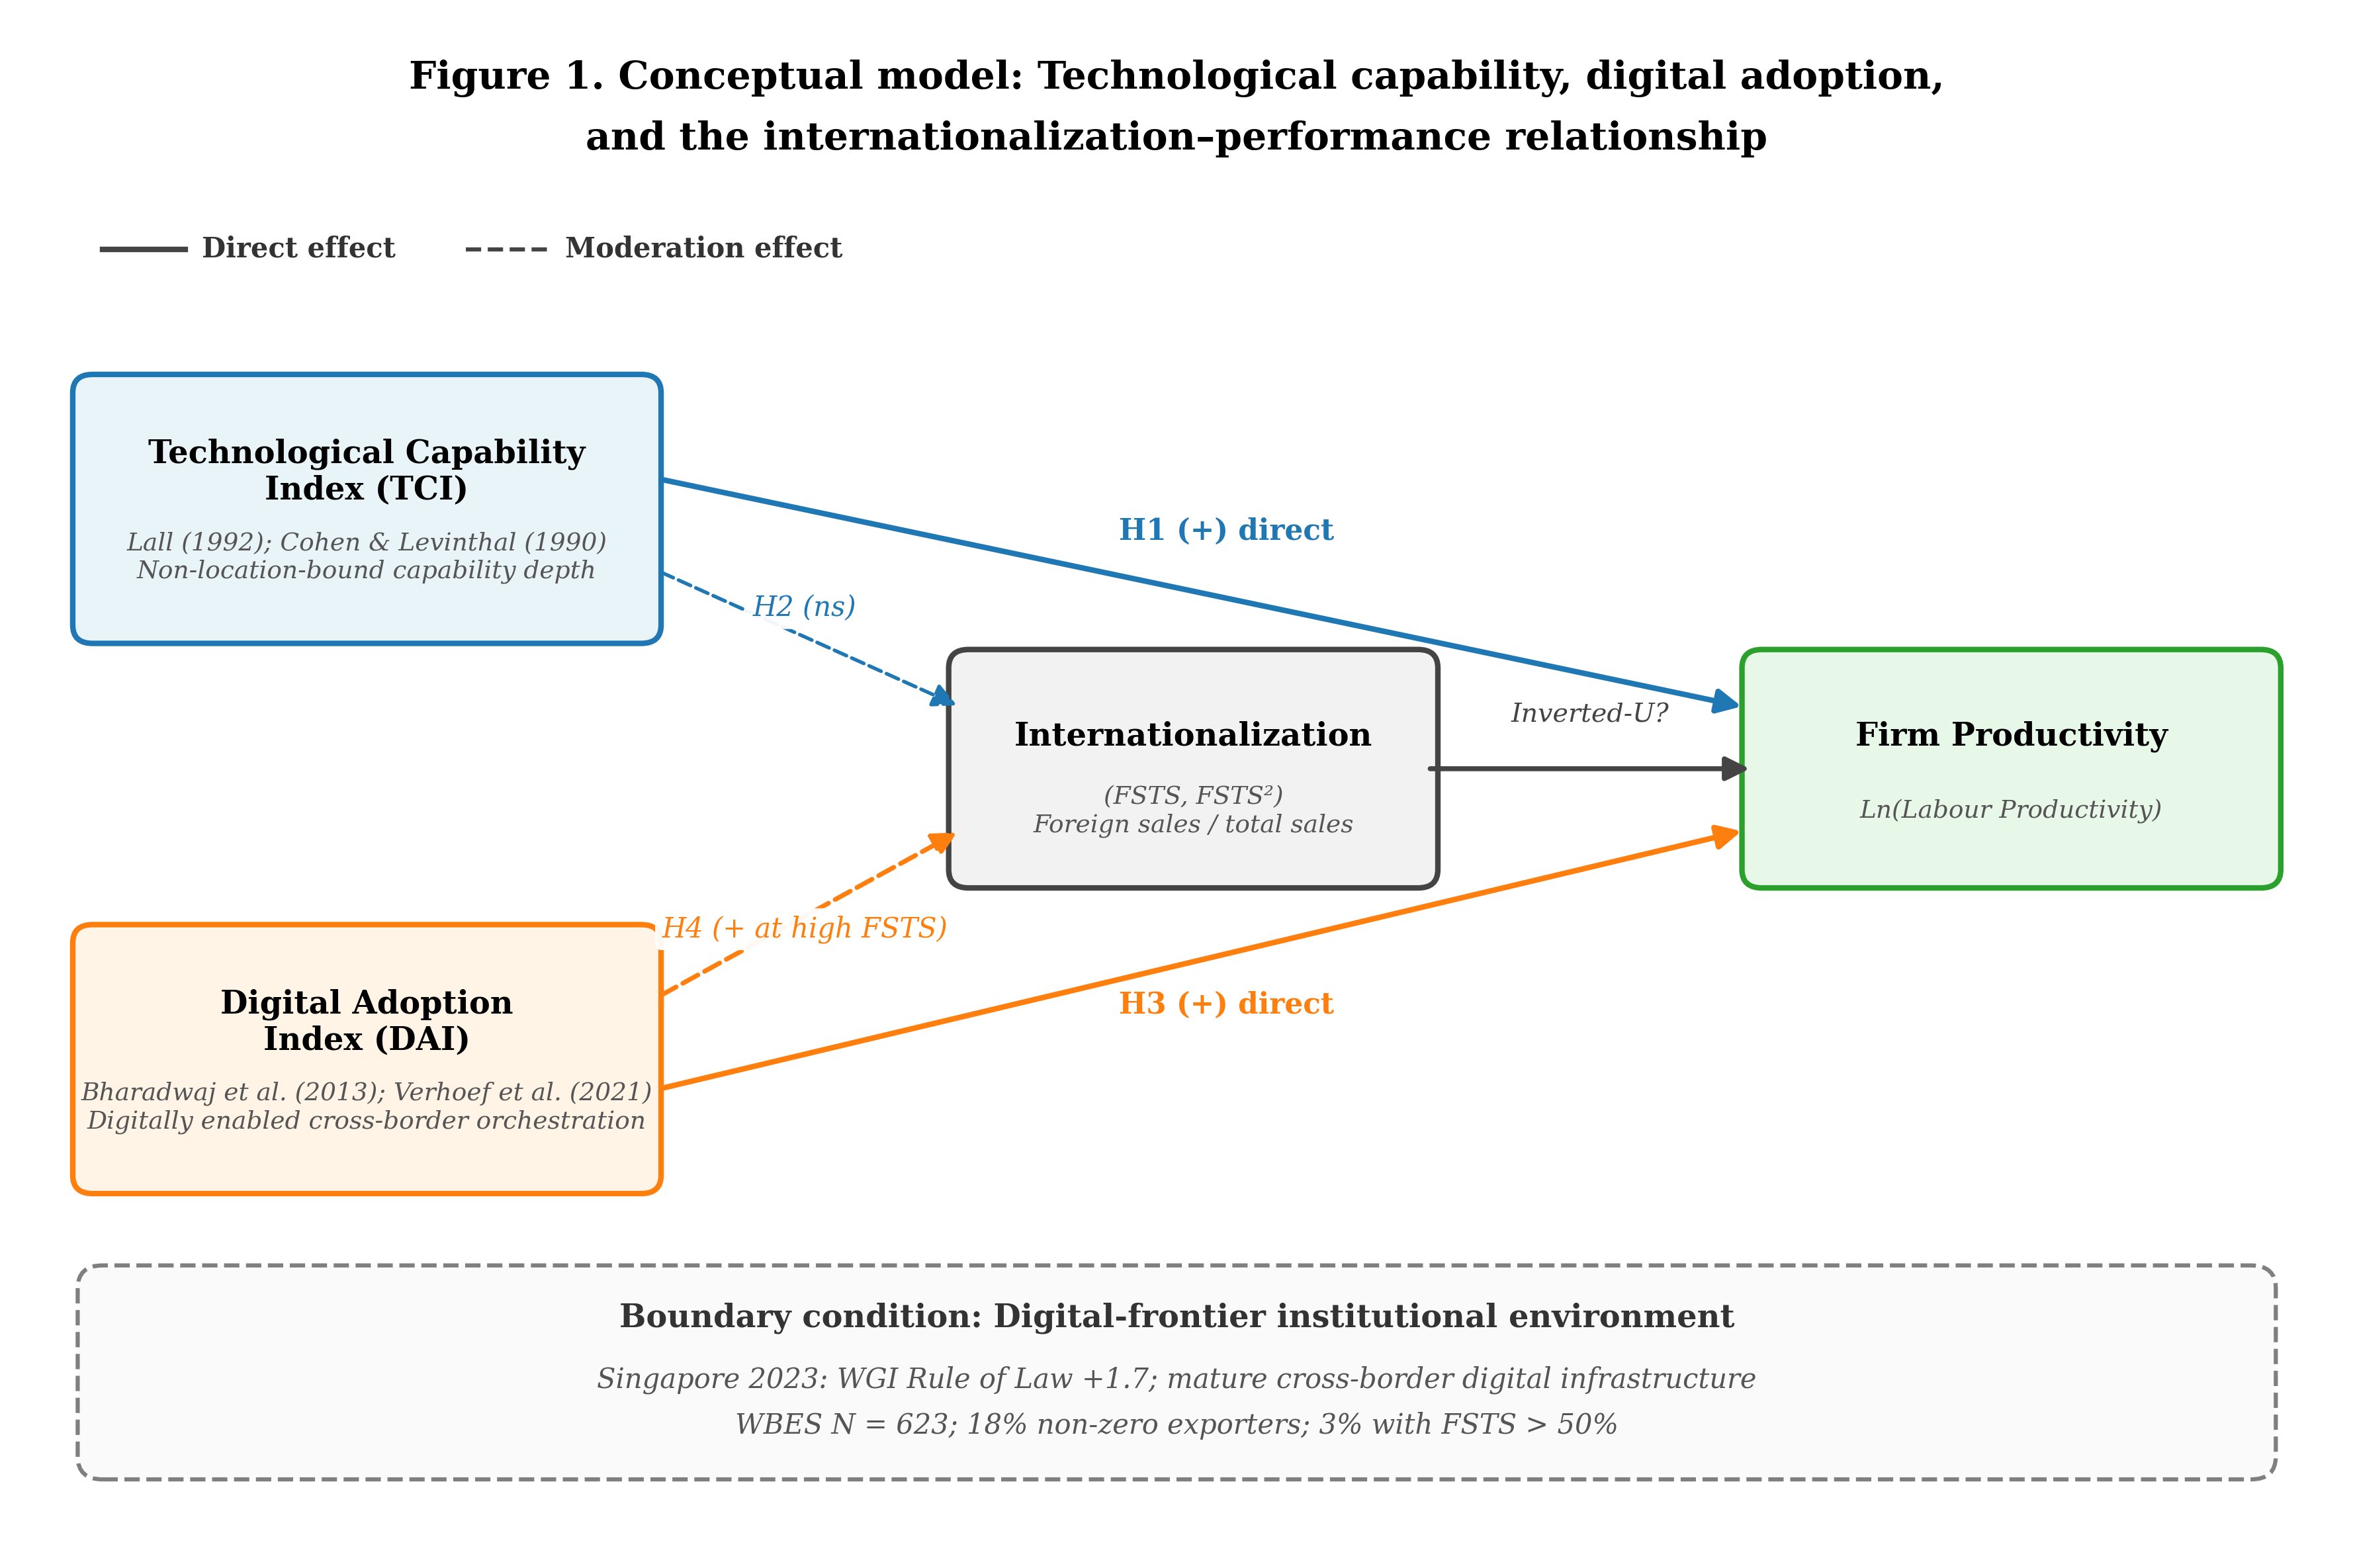 Figure 1. Conceptual model: Technological capability, digital adoption,
and the internationalization–performance relationship
Direct effect
Moderation effect
Technological Capability
Index (TCI)
Lall (1992); Cohen & Levinthal (1990)
Non-location-bound capability depth
H1 (+) direct
H2 (ns)
Internationalization
(FSTS, FSTS²)
Foreign sales / total sales
Inverted-U?
Firm Productivity
Ln(Labour Productivity)
H4 (+ at high FSTS)
Digital Adoption
Index (DAI)
Bharadwaj et al. (2013); Verhoef et al. (2021)
Digitally enabled cross-border orchestration
H3 (+) direct
Boundary condition: Digital-frontier institutional environment
Singapore 2023: WGI Rule of Law +1.7; mature cross-border digital infrastructure
WBES N = 623; 18% non-zero exporters; 3% with FSTS > 50%